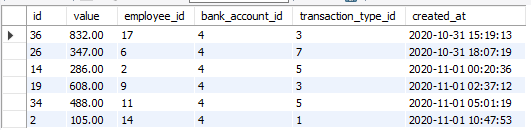 id value employee_id bank_account_id transaction_type_id created_at
36 832.00 17 4 3 2020-10-31 15:19:13
26 347.00 6 4 7 2020-10-31 18:07:19
14 286.00 2 4 5 2020-11-01 00:20:36
19 608.00 9 4 3 2020-11-01 02:37:12
34 488.00 11 4 5 2020-11-01 05:01:19
2 105.00 14 4 1 2020-11-01 10:47:53